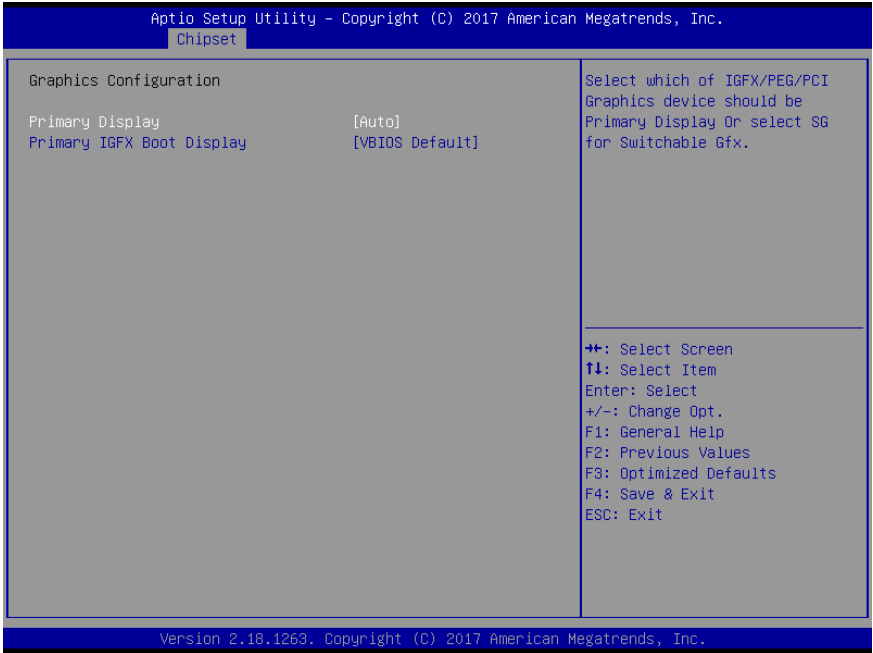 Aptio Setup Utility – Copyright (C) 2017 American Megatrends, Inc.
Chipset
Graphics Configuration
Primary Display [Auto]
Primary IGFX Boot Display [VBIOS Default]
Select which of IGFX/PEG/PCI
Graphics device should be
Primary Display Or select SG
for Switchable Gfx.
→←: Select Screen
↑↓: Select Item
Enter: Select
+/-: Change Opt.
F1: General Help
F2: Previous Values
F3: Optimized Defaults
F4: Save & Exit
ESC: Exit
Version 2.18.1263. Copyright (C) 2017 American Megatrends, Inc.